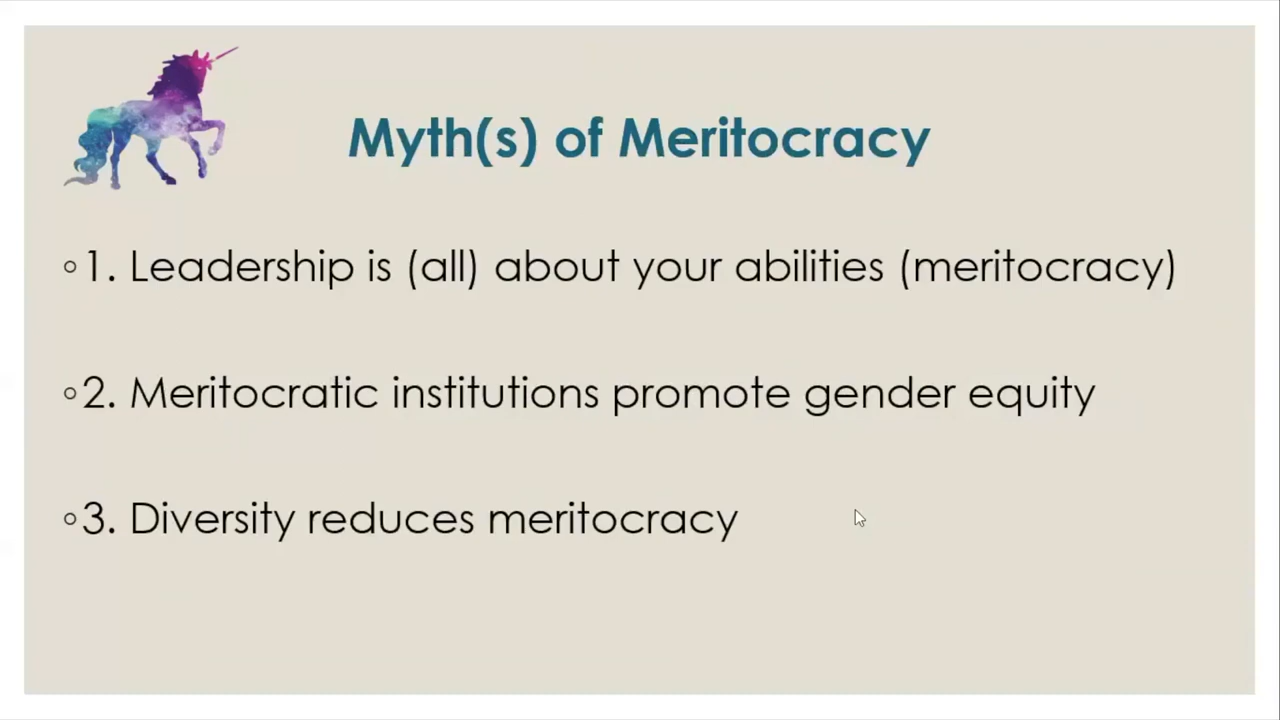 Myth(s) of Meritocracy
◦1. Leadership is (all) about your abilities (meritocracy)
◦2. Meritocratic institutions promote gender equity
◦3. Diversity reduces meritocracy